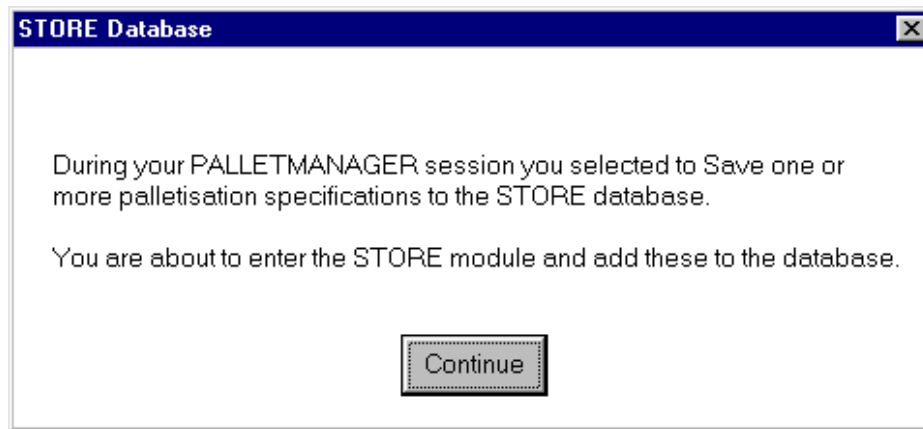 STORE Database
During your PALLETMANAGER session you selected to Save one or
more palletisation specifications to the STORE database.
You are about to enter the STORE module and add these to the database.
Continue